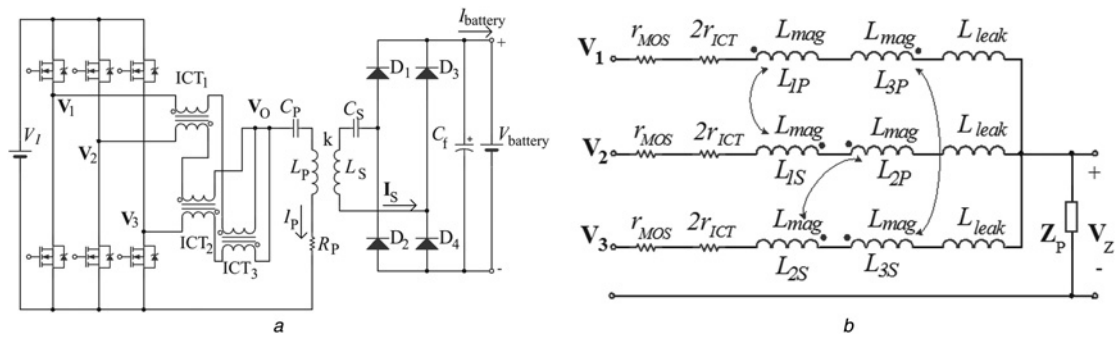 V_I
V_1
V_2
V_3
ICT_1
ICT_2
ICT_3
V_O
C_P
C_S
k
L_P
L_S
I_P
R_P
I_S
D_1
D_3
D_2
D_4
C_f
+
I_battery
+
V_battery
-
a
V_1 r_MOS 2r_ICT L_mag L_mag L_leak
L_1P L_3P
V_2 r_MOS 2r_ICT L_mag L_mag L_leak
L_1S L_2P
V_3 r_MOS 2r_ICT L_mag L_mag L_leak
L_2S L_3S
+
Z_P V_Z
-
b